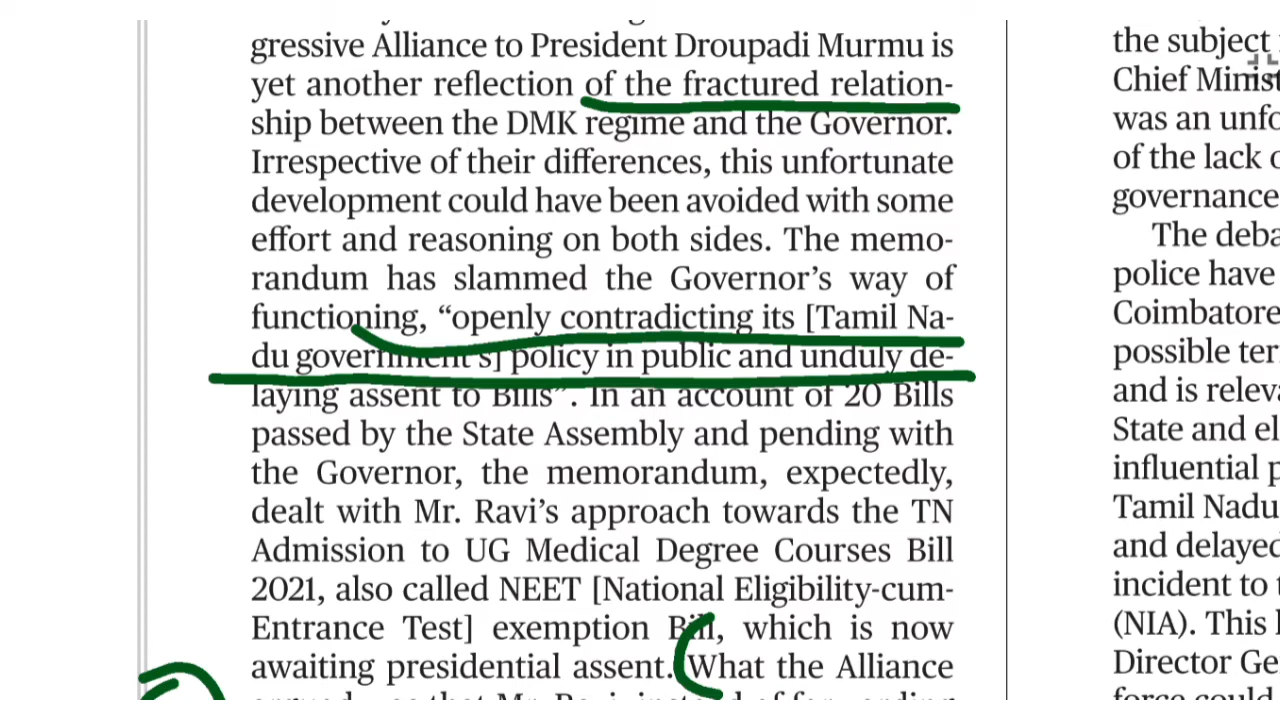 gressive Alliance to President Droupadi Murmu is
yet another reflection of the fractured relation-
ship between the DMK regime and the Governor.
Irrespective of their differences, this unfortunate
development could have been avoided with some
effort and reasoning on both sides. The memo-
randum has slammed the Governor’s way of
functioning, “openly contradicting its [Tamil Na-
du government’s] policy in public and unduly de-
laying assent to Bills”. In an account of 20 Bills
passed by the State Assembly and pending with
the Governor, the memorandum, expectedly,
dealt with Mr. Ravi’s approach towards the TN
Admission to UG Medical Degree Courses Bill
2021, also called NEET [National Eligibility-cum-
Entrance Test] exemption Bill, which is now
awaiting presidential assent. What the Alliance
the subject
Chief Minist
was an unfo
of the lack o
governance
The deba
police have
Coimbatore
possible ter
and is releva
State and el
influential p
Tamil Nadu
and delayed
incident to t
(NIA). This
Director Ge
force could